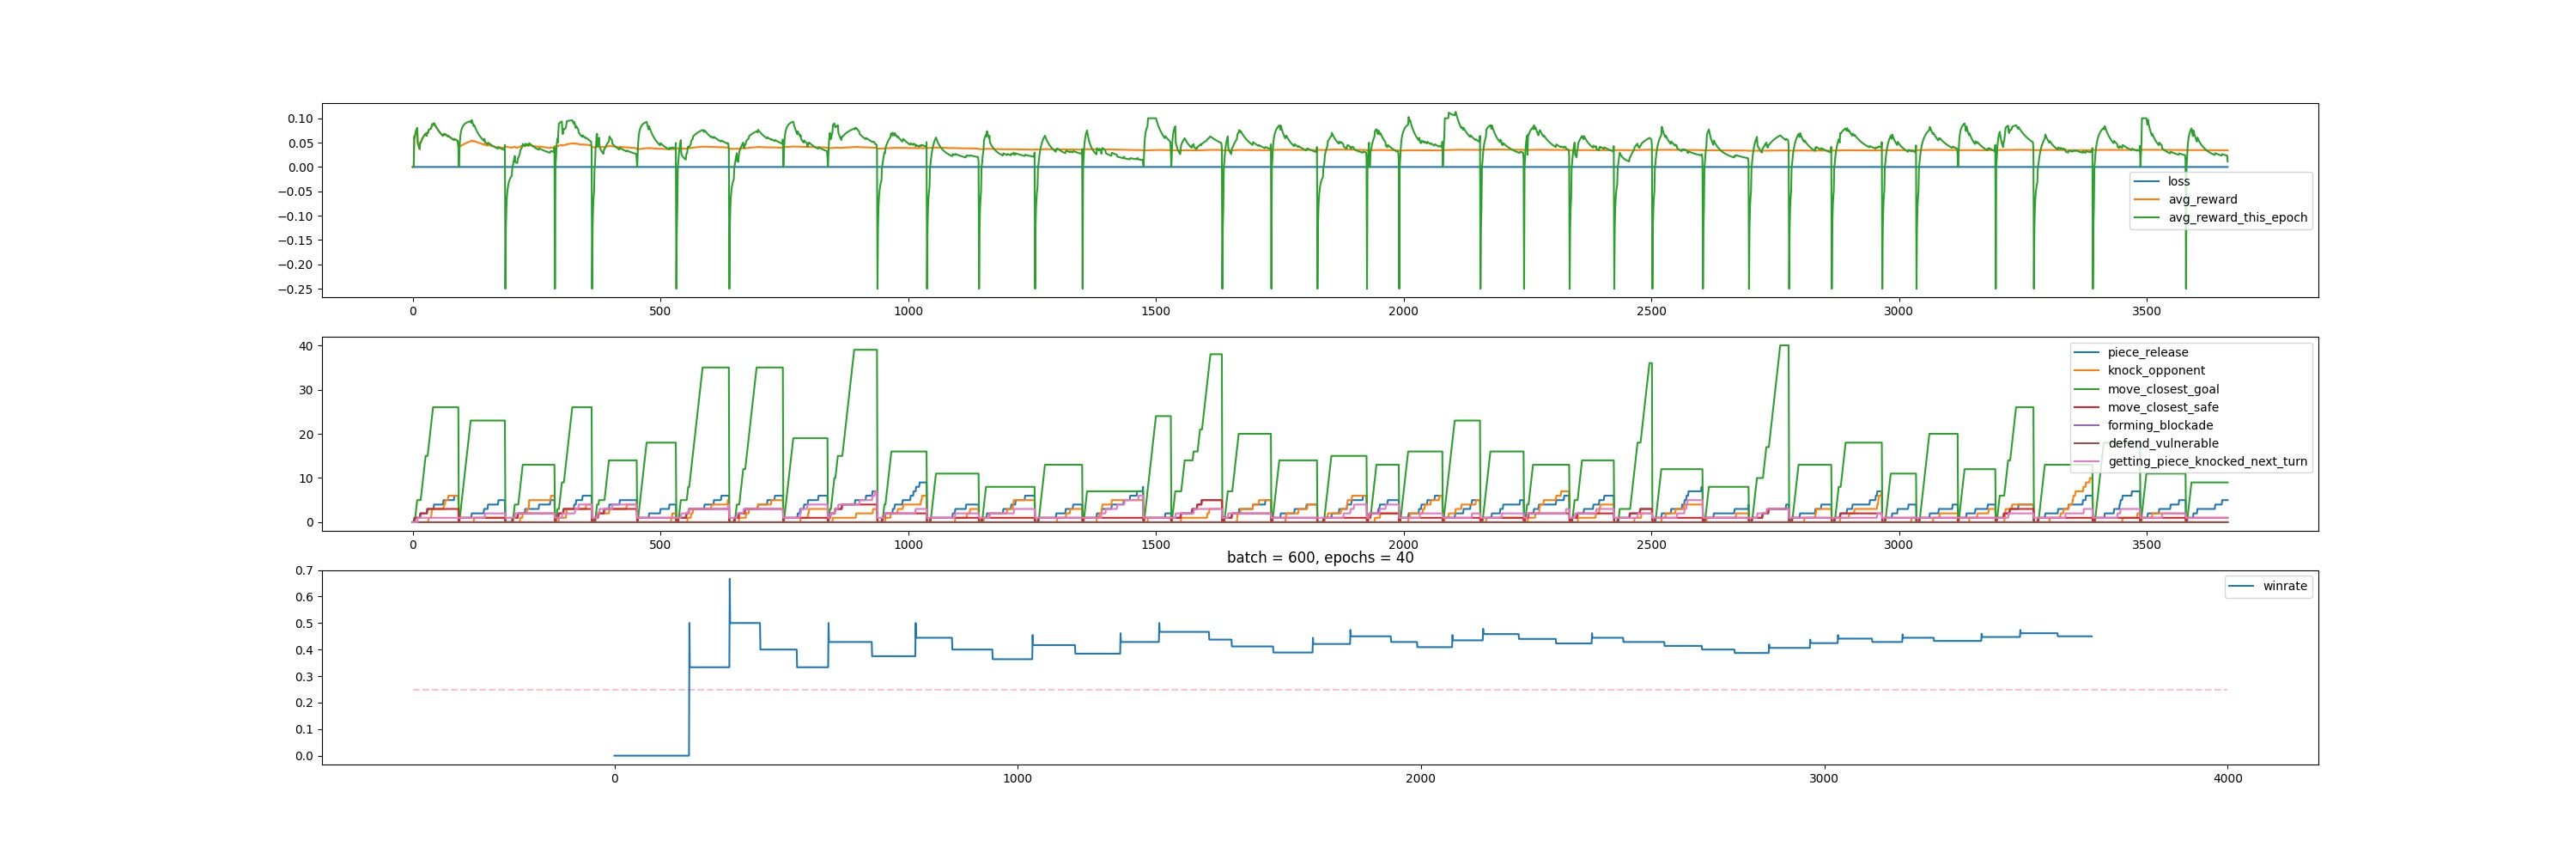 0.10
0.05
0.00
−0.05
−0.10
−0.15
−0.20
−0.25
loss
avg_reward
avg_reward_this_epoch
0 500 1000 1500 2000 2500 3000 3500
40
30
20
10
0
piece_release
knock_opponent
move_closest_goal
move_closest_safe
forming_blockade
defend_vulnerable
getting_piece_knocked_next_turn
0 500 1000 1500 2000 2500 3000 3500
batch = 600, epochs = 40
0.7
0.6
0.5
0.4
0.3
0.2
0.1
0.0
winrate
0 1000 2000 3000 4000